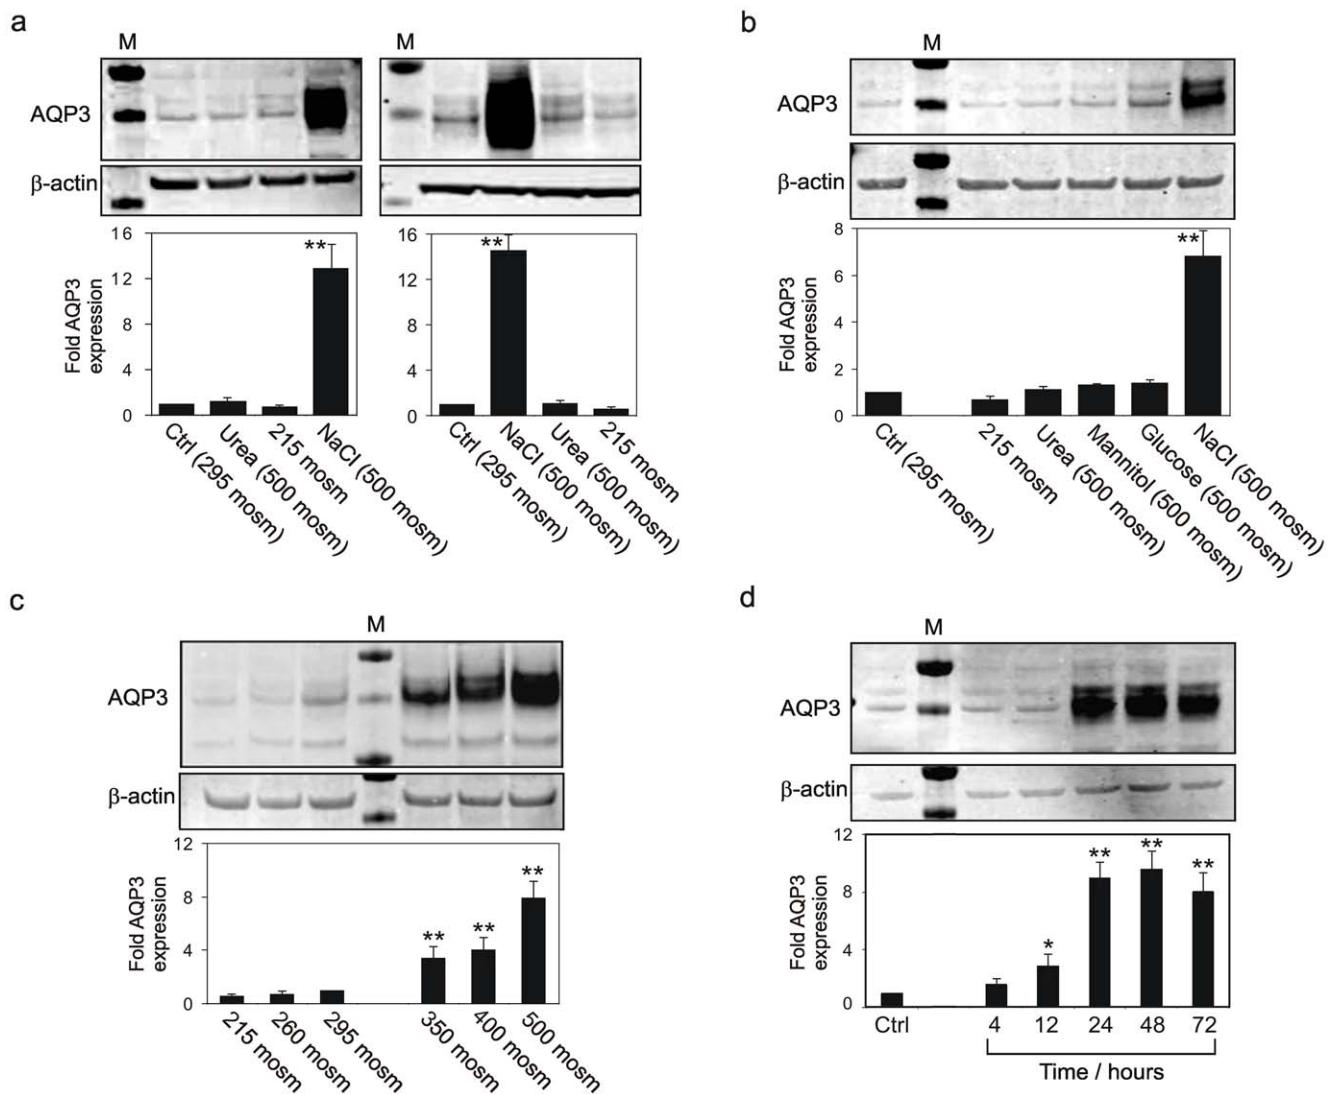 a
M
M
AQP3
β-actin
16
12
8
4
0
Fold AQP3
expression
**
Ctrl (295 mosm)
Urea (500 mosm)
215 mosm
NaCl (500 mosm)
16
12
8
4
0
**
Ctrl (295 mosm)
NaCl (500 mosm)
Urea (500 mosm)
215 mosm
b
M
AQP3
β-actin
8
6
4
2
0
Fold AQP3
expression
**
Ctrl (295 mosm)
215 mosm
Urea (500 mosm)
Mannitol (500 mosm)
Glucose (500 mosm)
NaCl (500 mosm)
c
M
AQP3
β-actin
12
8
4
0
Fold AQP3
expression
**
**
**
215 mosm
260 mosm
295 mosm
350 mosm
400 mosm
500 mosm
d
M
AQP3
β-actin
12
8
4
0
Fold AQP3
expression
*
**
**
**
Ctrl 4 12 24 48 72
Time / hours